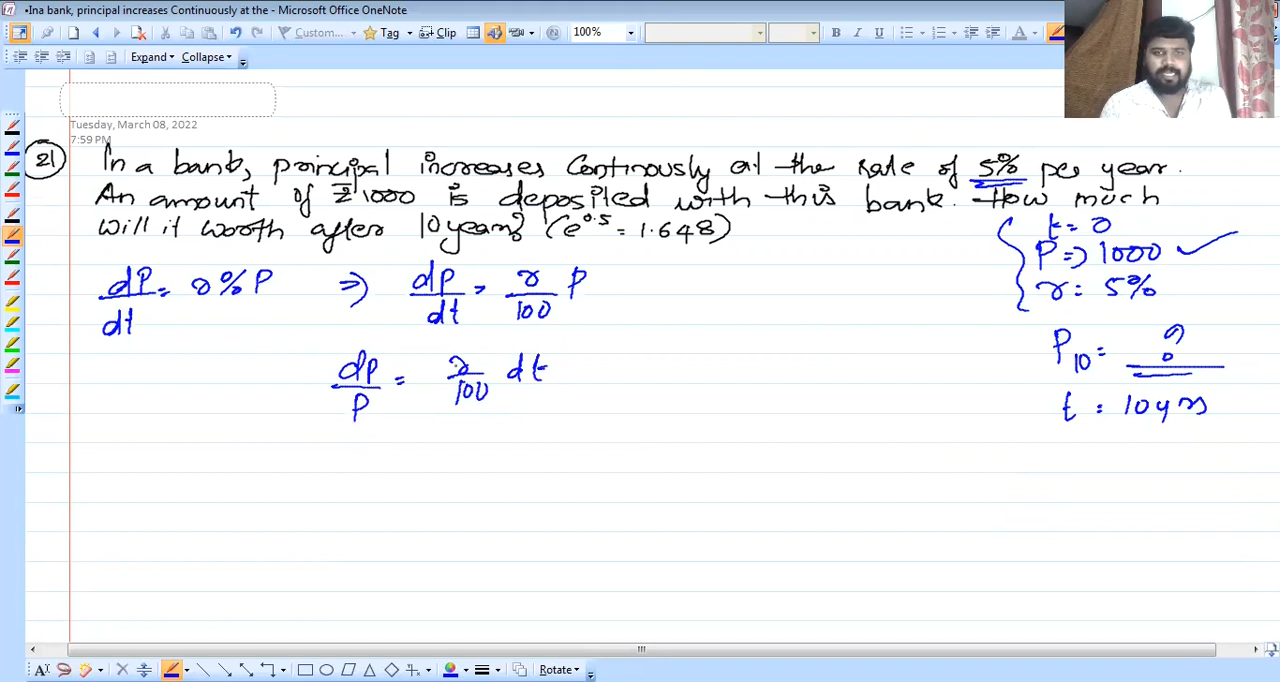 •Ina bank, principal increases Continuously at the - Microsoft Office OneNote
Custom... Tag Clip 100% B I U A
Expand Collapse
Tuesday, March 08, 2022
7:59 PM
21 In a bank, principal increases Continously at the Rate of 5% per year.
An amount of ₹1000 is deposited with this bank. How much
will it worth after 10 years? (e^0.5 = 1.648)
t = 0
P => 1000 ✓
r = 5%
dP/dt = r% P => dP/dt = r/100 P
P10 = ?
dP/P = r/100 dt
t = 10 yrs
Rotate